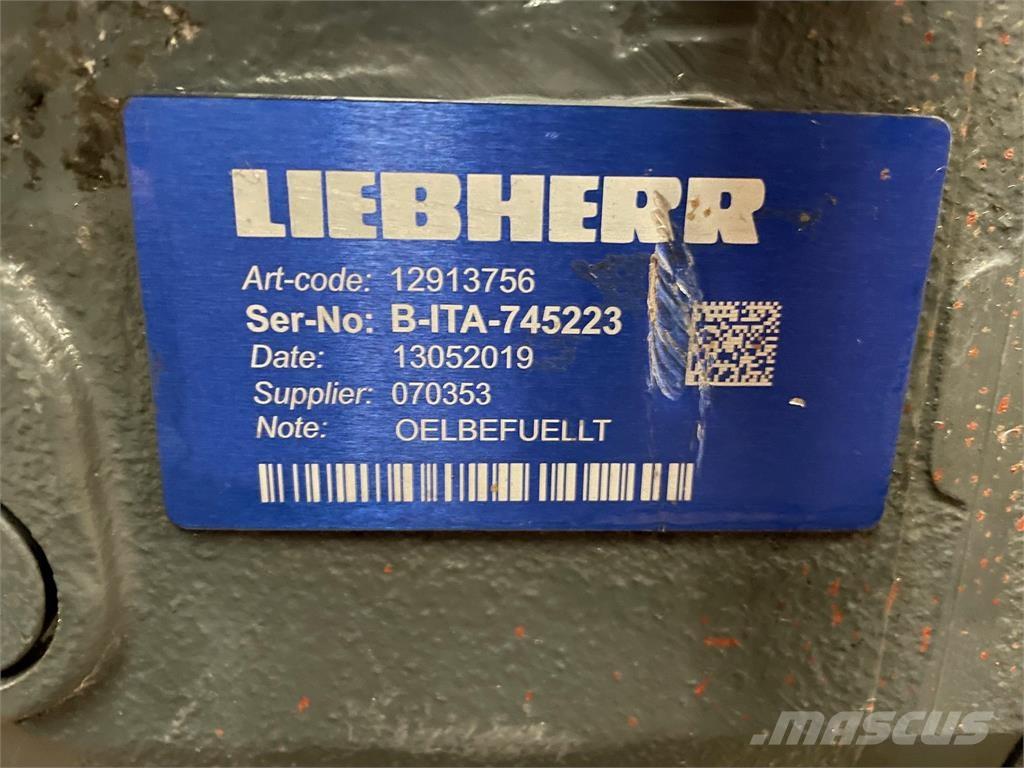 LIEBHERR
Art-code: 12913756
Ser-No: B-ITA-745223
Date: 13052019
Supplier: 070353
Note: OELBEFUELLT
MASCUS